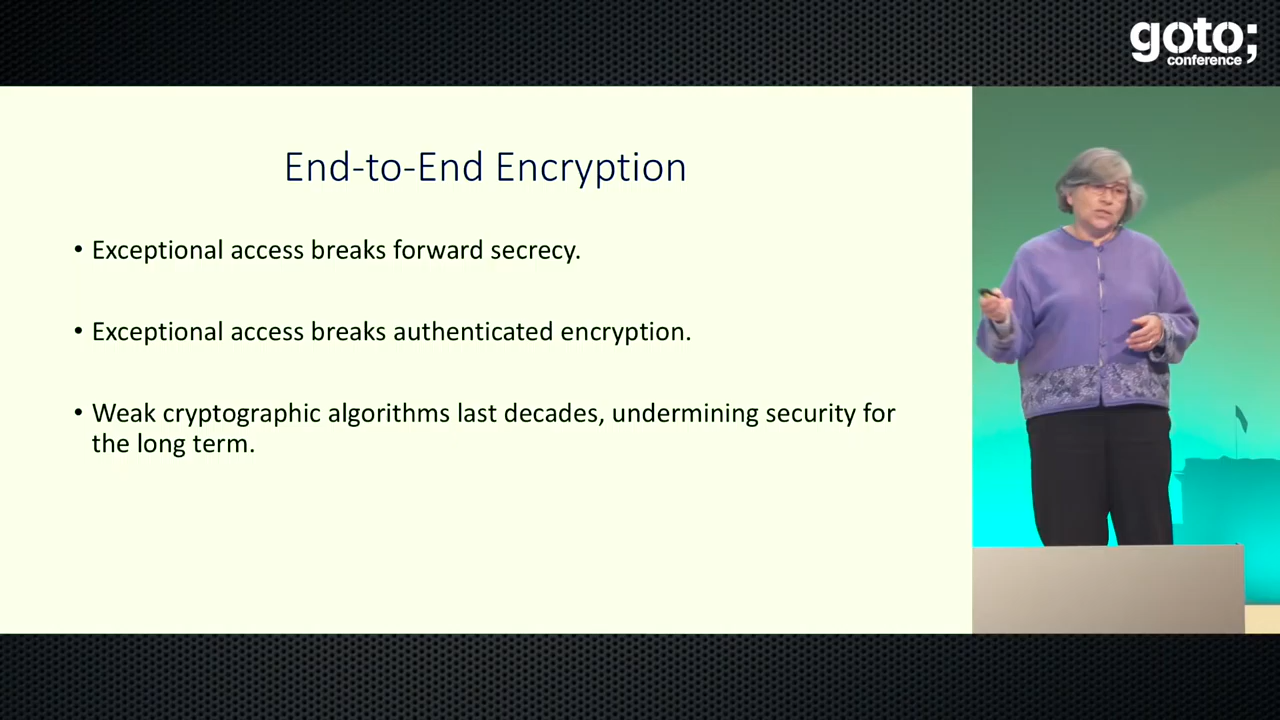 goto;
conference
End-to-End Encryption
• Exceptional access breaks forward secrecy.
• Exceptional access breaks authenticated encryption.
• Weak cryptographic algorithms last decades, undermining security for
the long term.